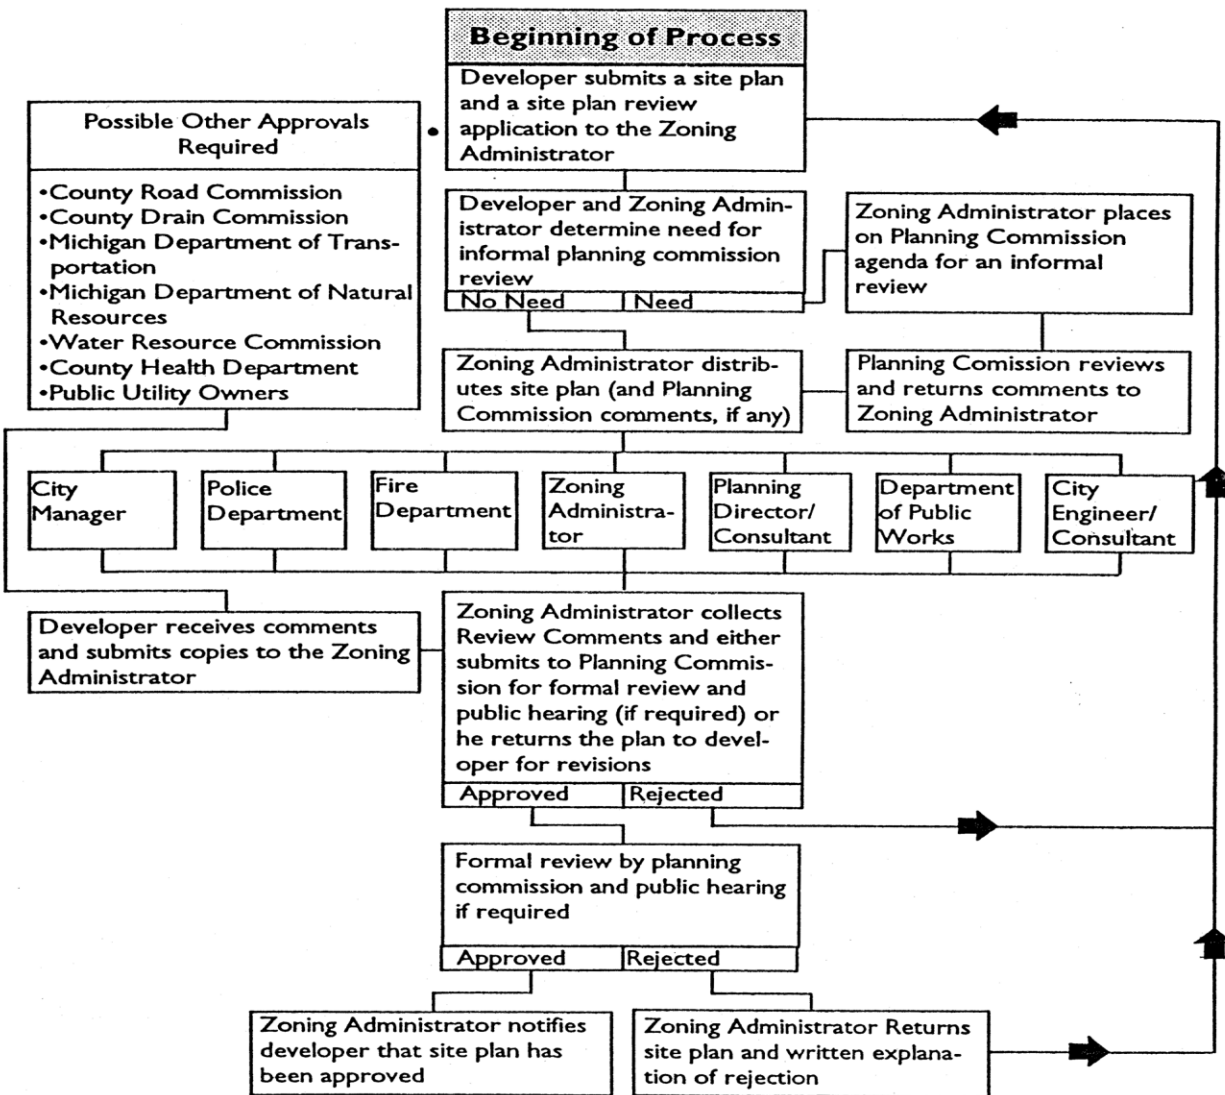 Beginning of Process
Developer submits a site plan
and a site plan review
application to the Zoning
Administrator
Possible Other Approvals
Required
•County Road Commission
•County Drain Commission
•Michigan Department of Trans-
portation
•Michigan Department of Natural
Resources
•Water Resource Commission
•County Health Department
•Public Utility Owners
Developer and Zoning Admin-
istrator determine need for
informal planning commission
review
No Need
Need
Zoning Administrator places
on Planning Commission
agenda for an informal
review
Zoning Administrator distrib-
utes site plan (and Planning
Commission comments, if any)
Planning Comission reviews
and returns comments to
Zoning Administrator
City
Manager
Police
Department
Fire
Department
Zoning
Administra-
tor
Planning
Director/
Consultant
Department
of Public
Works
City
Engineer/
Consultant
Developer receives comments
and submits copies to the Zoning
Administrator
Zoning Administrator collects
Review Comments and either
submits to Planning Commis-
sion for formal review and
public hearing (if required) or
he returns the plan to devel-
oper for revisions
Approved
Rejected
Formal review by planning
commission and public hearing
if required
Approved
Rejected
Zoning Administrator notifies
developer that site plan has
been approved
Zoning Administrator Returns
site plan and written explana-
tion of rejection